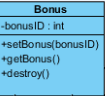 Bonus
-bonusID : int
+setBonus(bonusID)
+getBonus()
+destroy()